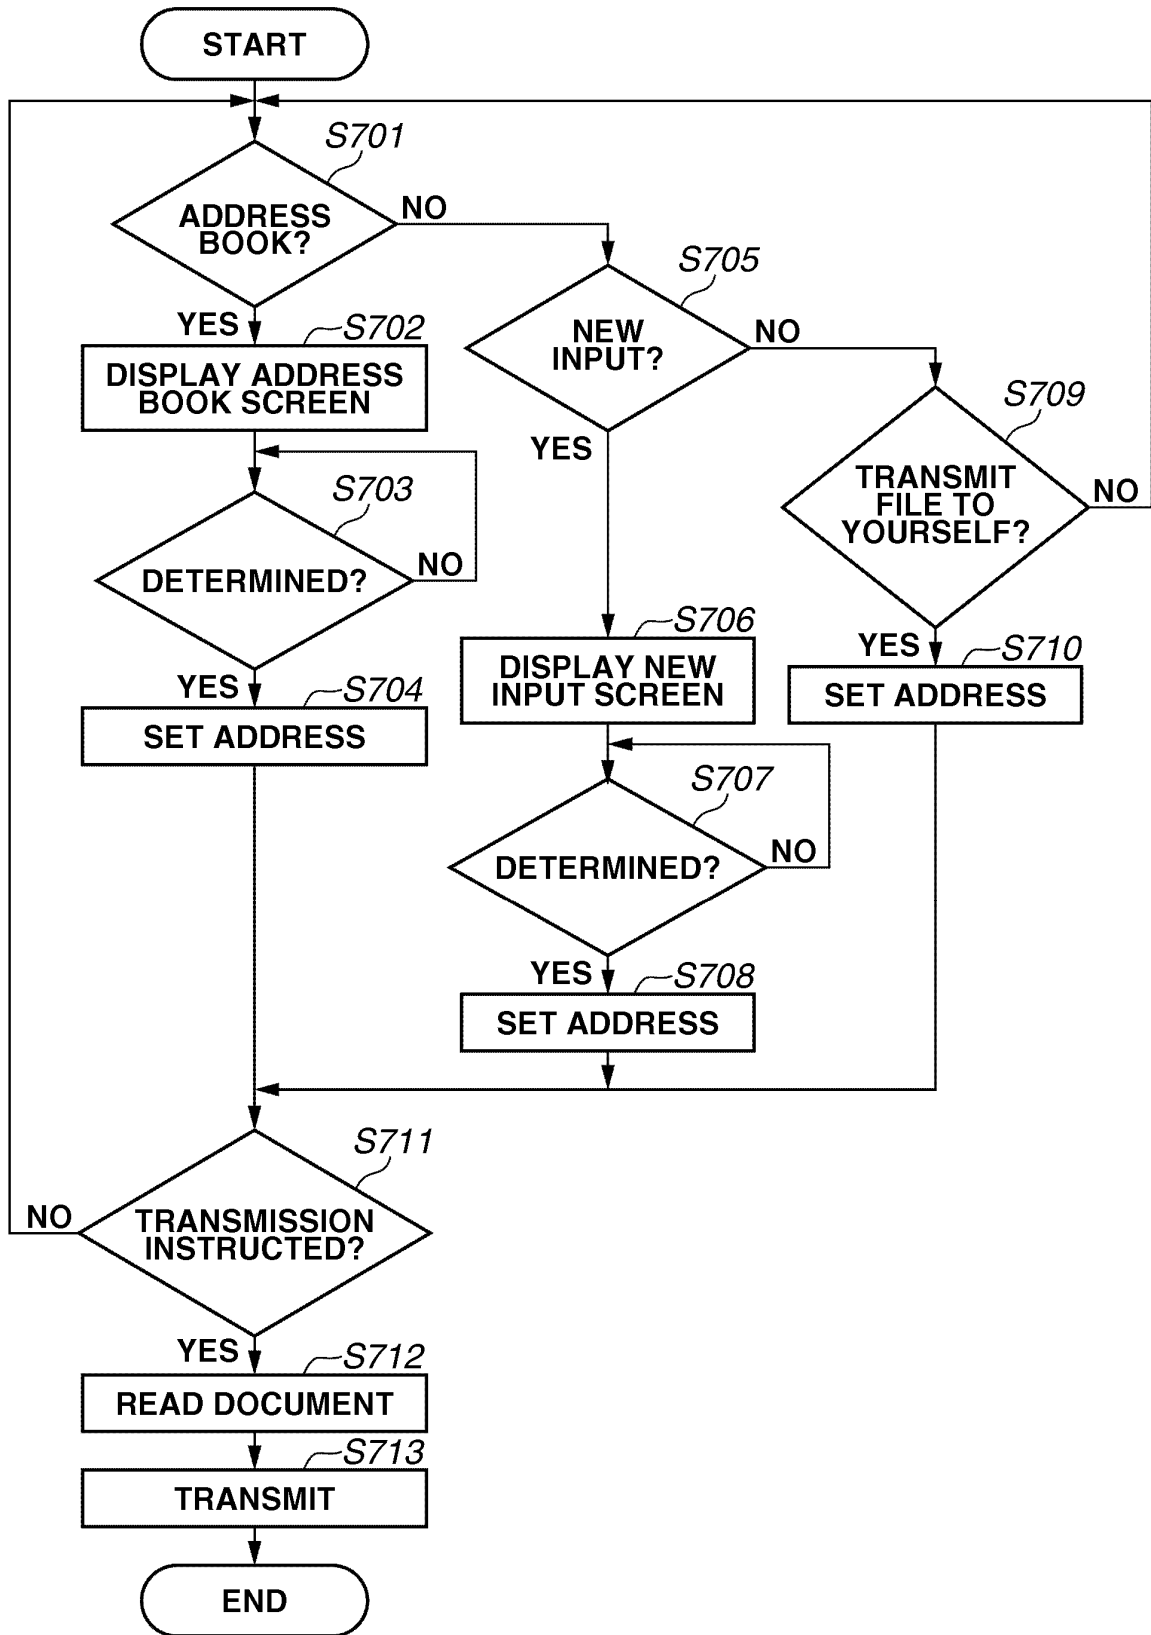 START
S701
ADDRESS
BOOK?
NO
YES
S702
DISPLAY ADDRESS
BOOK SCREEN
S703
DETERMINED?
NO
YES
S704
SET ADDRESS
S705
NEW
INPUT?
NO
YES
S706
DISPLAY NEW
INPUT SCREEN
S707
DETERMINED?
NO
YES
S708
SET ADDRESS
S709
TRANSMIT
FILE TO
YOURSELF?
NO
YES
S710
SET ADDRESS
S711
TRANSMISSION
INSTRUCTED?
NO
YES
S712
READ DOCUMENT
S713
TRANSMIT
END